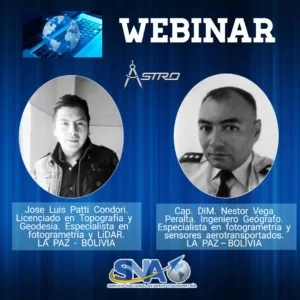 WEBINAR
ASTRO
Jose Luis Patti Condori.
Licenciado en Topografía y
Geodesia. Especialista en
fotogrametría y LiDAR.
LA PAZ - BOLIVIA
Cap. DIM. Nestor Vega
Peralta. Ingeniero Geógrafo.
Especialista en fotogrametría y
sensores aerotransportados.
LA PAZ – BOLIVIA
SNA